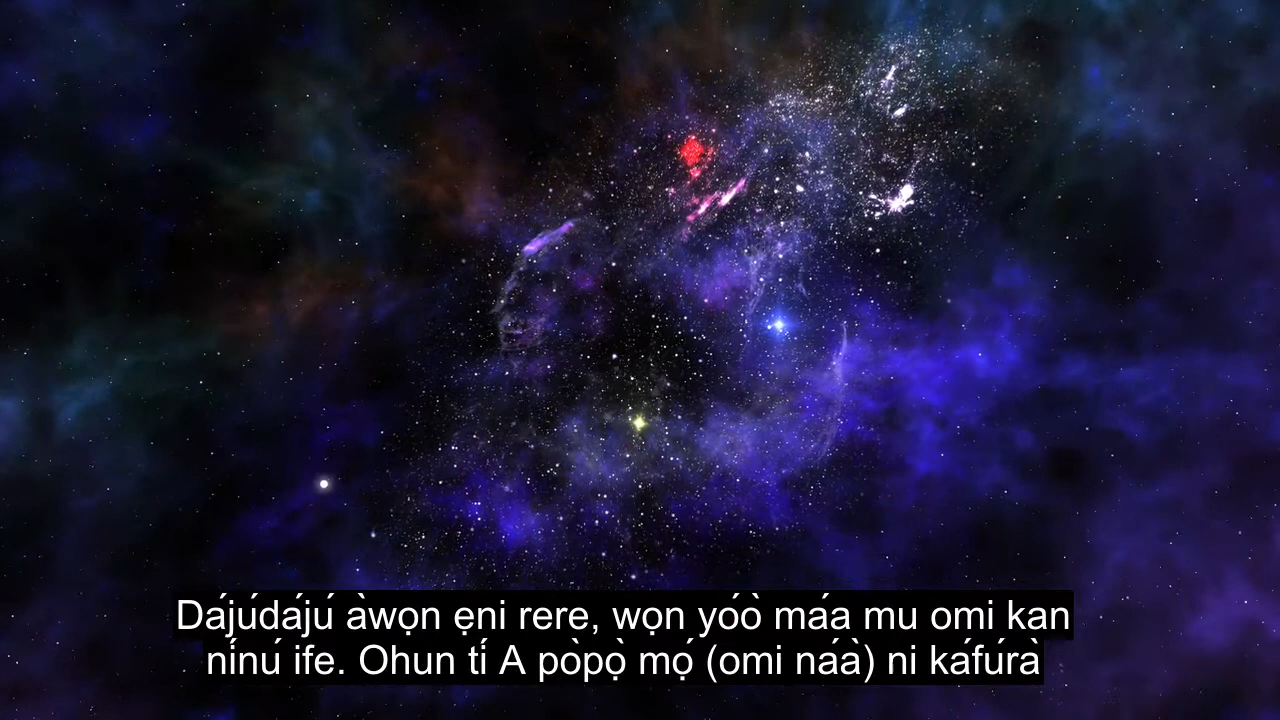 Dájúdájú àwọn ẹni rere, wọn yóò máa mu omi kan
nínú ife. Ohun tí A pòpọ̀ mọ́ (omi náà) ni káfúrà